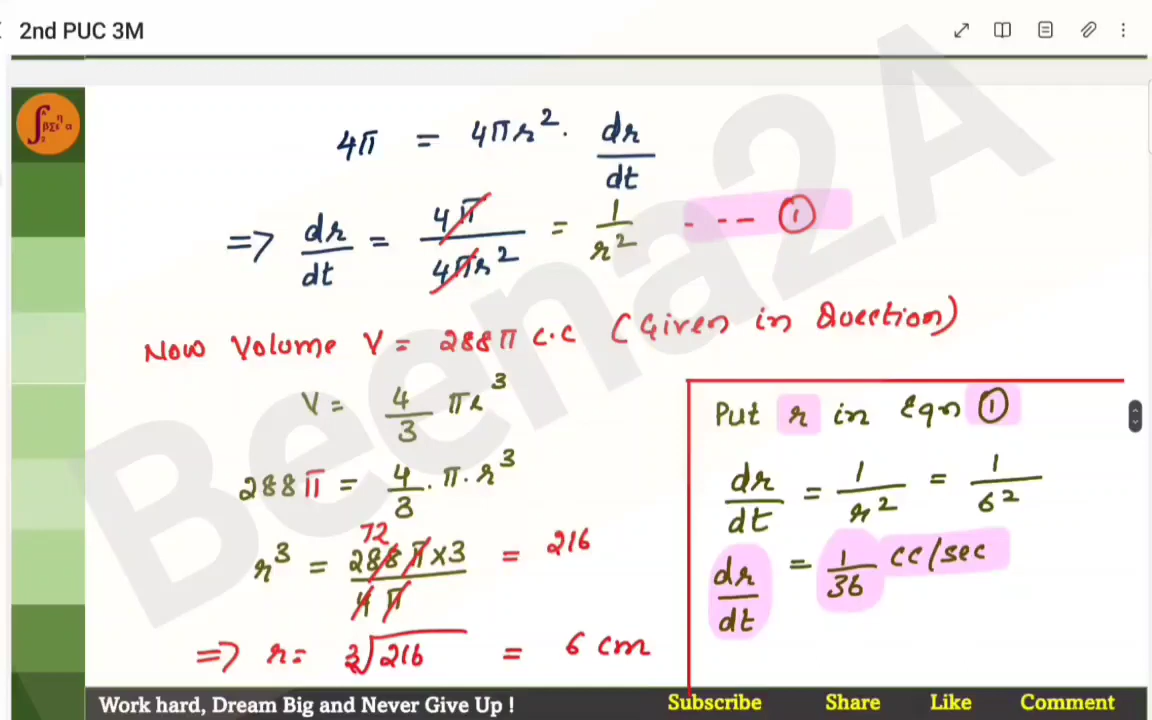 2nd PUC 3M
4π = 4πr². dr/dt
=> dr/dt = 4π/4πr² = 1/r² - - - - ①
Now Volume V = 288π c.c (Given in Question)
V = 4/3 πr³
288π = 4/3 . π . r³
72
r³ = 288π×3/4π = 216
=> r = ∛216 = 6 cm
Put r in Eqn ①
dr/dt = 1/r² = 1/6²
dr/dt = 1/36 cc/sec
Beena2A
Work hard, Dream Big and Never Give Up !
Subscribe Share Like Comment